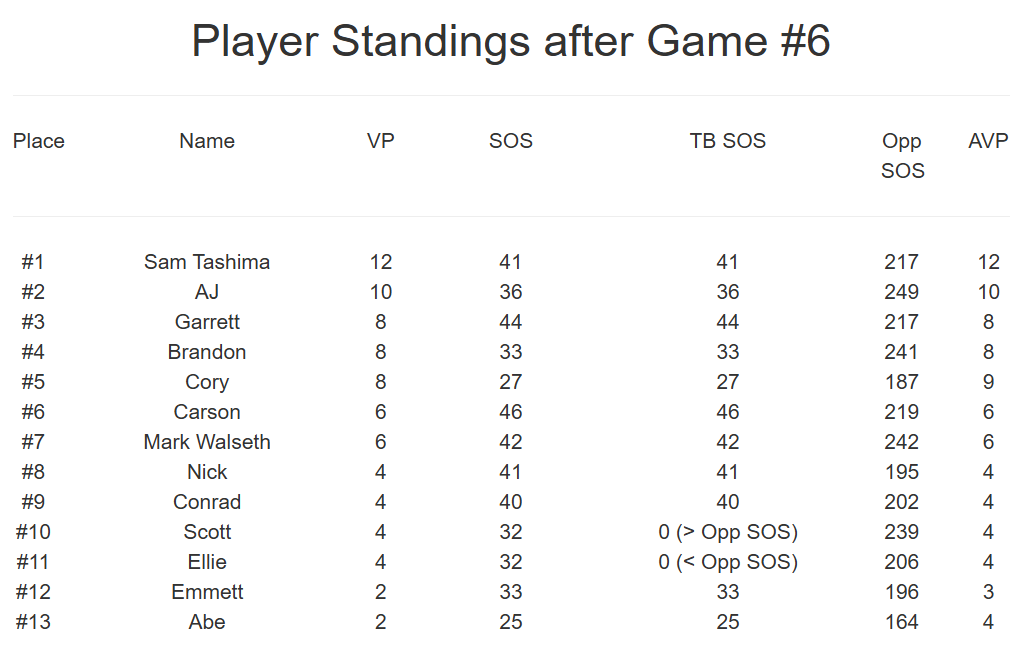 Player Standings after Game #6
Place Name VP SOS TB SOS Opp AVP
SOS
#1 Sam Tashima 12 41 41 217 12
#2 AJ 10 36 36 249 10
#3 Garrett 8 44 44 217 8
#4 Brandon 8 33 33 241 8
#5 Cory 8 27 27 187 9
#6 Carson 6 46 46 219 6
#7 Mark Walseth 6 42 42 242 6
#8 Nick 4 41 41 195 4
#9 Conrad 4 40 40 202 4
#10 Scott 4 32 0 (> Opp SOS) 239 4
#11 Ellie 4 32 0 (< Opp SOS) 206 4
#12 Emmett 2 33 33 196 3
#13 Abe 2 25 25 164 4